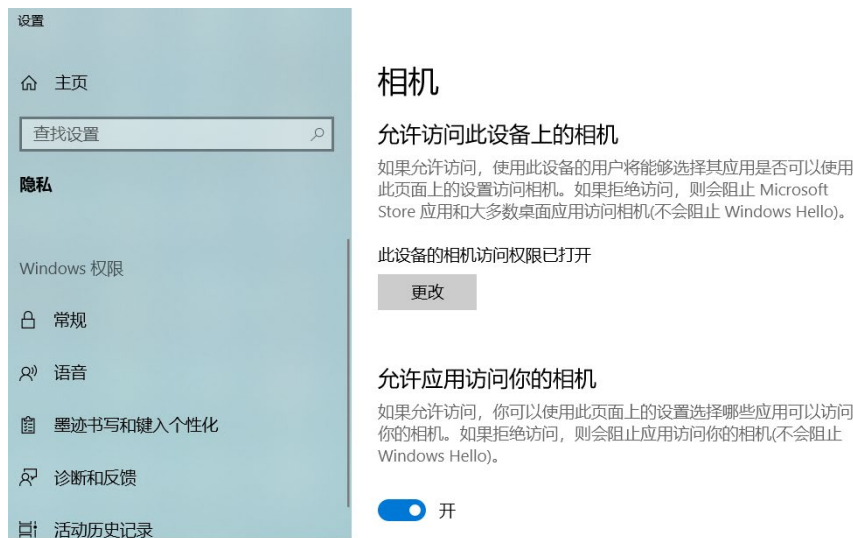 设置
主页
查找设置
隐私
Windows 权限
常规
语音
墨迹书写和键入个性化
诊断和反馈
活动历史记录
相机
允许访问此设备上的相机
如果允许访问，使用此设备的用户将能够选择其应用是否可以使用
此页面上的设置访问相机。如果拒绝访问，则会阻止 Microsoft
Store 应用和大多数桌面应用访问相机(不会阻止 Windows Hello)。
此设备的相机访问权限已打开
更改
允许应用访问你的相机
如果允许访问，你可以使用此页面上的设置选择哪些应用可以访问
你的相机。如果拒绝访问，则会阻止应用访问你的相机(不会阻止
Windows Hello)。
开